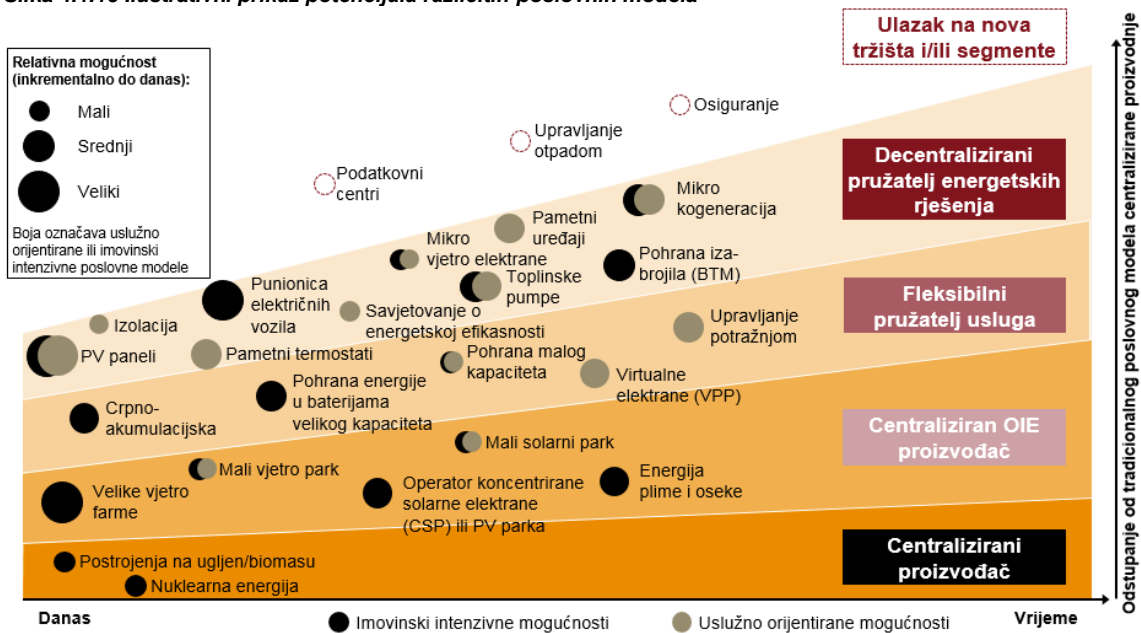 Ulazak na nova
tržišta i/ili segmente
Relativna mogućnost
(inkrementalno do danas):
Mali
Srednji
Veliki
Boja označava uslužno
orijentirane ili imovinski
intenzivne poslovne modele
Osiguranje
Upravljanje
otpadom
Podatkovni
centri
Decentralizirani
pružatelj energetskih
rješenja
Mikro
kogeneracija
Pametni
uređaji
Mikro
vjetro elektrane
Pohrana iza-
brojila (BTM)
Toplinske
pumpe
Punionica
električnih
vozila
Savjetovanje o
energetskoj efikasnosti
Izolacija
PV paneli
Pametni termostati
Fleksibilni
pružatelj usluga
Upravljanje
potražnjom
Pohrana malog
kapaciteta
Virtualne
elektrane (VPP)
Pohrana energije
u baterijama
velikog kapaciteta
Crpno-
akumulacijska
Centraliziran OIE
proizvođač
Mali solarni park
Mali vjetro park
Energija
plime i oseke
Operator koncentrirane
solarne elektrane
(CSP) ili PV parka
Velike vjetro
farme
Centralizirani
proizvođač
Postrojenja na ugljen/biomasu
Nuklearna energija
Odstupanje od tradicionalnog poslovnog modela centralizirane proizvodnje
Danas
Vrijeme
Imovinski intenzivne mogućnosti
Uslužno orijentirane mogućnosti